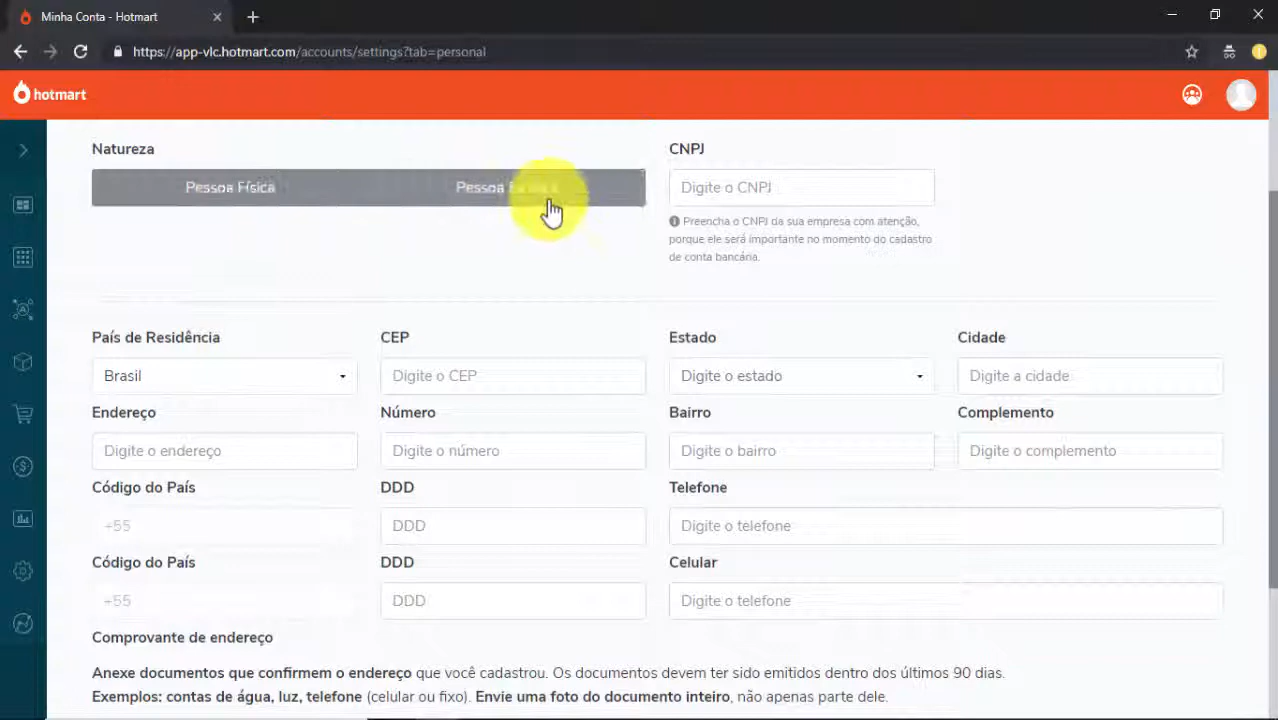 Minha Conta - Hotmart
https://app-vlc.hotmart.com/accounts/settings?tab=personal
hotmart
Natureza
CNPJ
Pessoa Física
Pessoa
Digite o CNPJ
Preencha o CNPJ da sua empresa com atenção,
porque ele será importante no momento do cadastro
de conta bancária.
País de Residência
CEP
Estado
Cidade
Brasil
Digite o CEP
Digite o estado
Digite a cidade
Endereço
Número
Bairro
Complemento
Digite o endereço
Digite o número
Digite o bairro
Digite o complemento
Código do País
DDD
Telefone
+55
DDD
Digite o telefone
Código do País
DDD
Celular
+55
DDD
Digite o telefone
Comprovante de endereço
Anexe documentos que confirmem o endereço que você cadastrou. Os documentos devem ter sido emitidos dentro dos últimos 90 dias.
Exemplos: contas de água, luz, telefone (celular ou fixo). Envie uma foto do documento inteiro, não apenas parte dele.